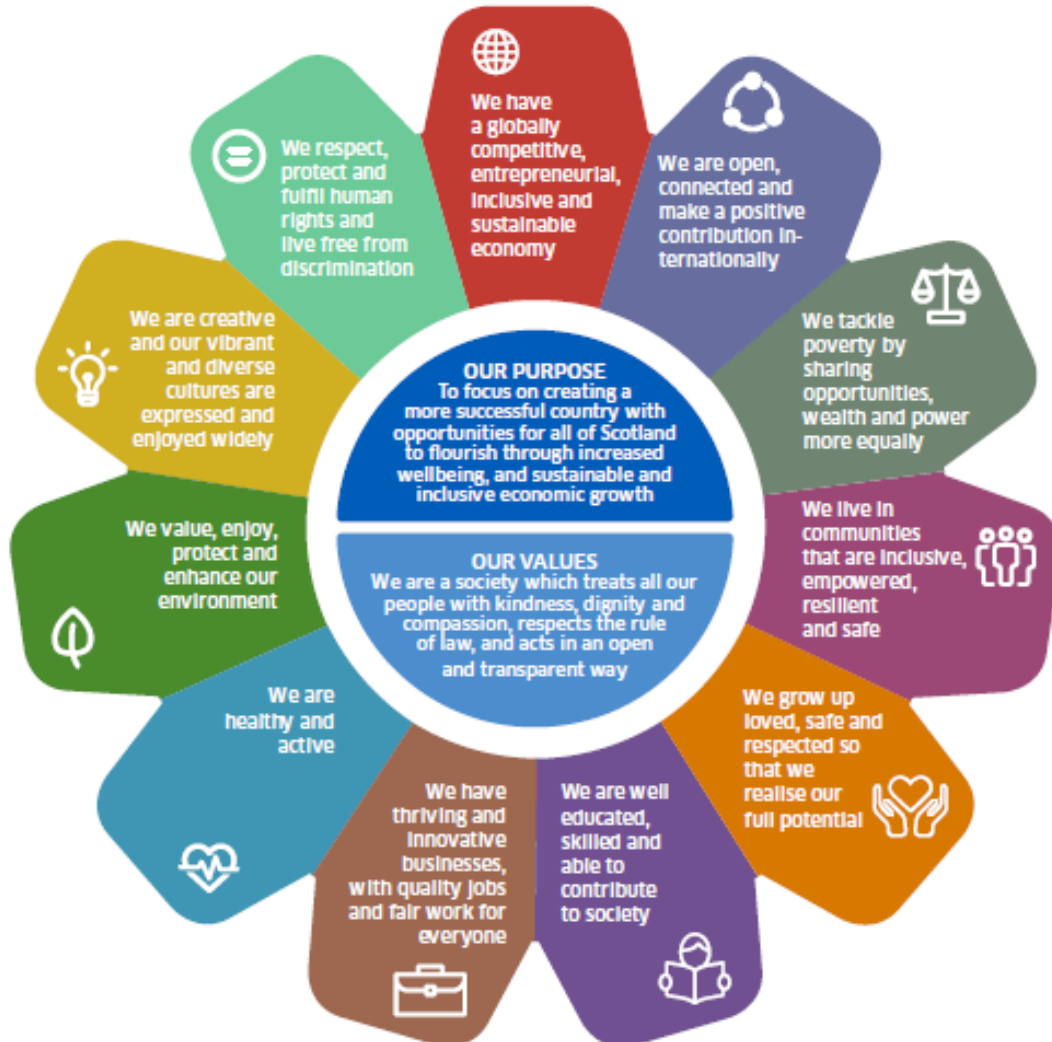 We have
a globally
competitive,
entrepreneurial,
inclusive and
sustainable
economy
We are open,
connected and
make a positive
contribution in-
ternationally
We tackle
poverty by
sharing
opportunities,
wealth and power
more equally
We live in
communities
that are inclusive,
empowered,
resilient
and safe
We grow up
loved, safe and
respected so
that we
realise our
full potential
We are well
educated,
skilled and
able to
contribute
to society
We have
thriving and
innovative
businesses,
with quality jobs
and fair work for
everyone
We are
healthy and
active
We value, enjoy,
protect and
enhance our
environment
We are creative
and our vibrant
and diverse
cultures are
expressed and
enjoyed widely
We respect,
protect and
fulfil human
rights and
live free from
discrimination
OUR PURPOSE
To focus on creating a
more successful country with
opportunities for all of Scotland
to flourish through increased
wellbeing, and sustainable and
inclusive economic growth
OUR VALUES
We are a society which treats all our
people with kindness, dignity and
compassion, respects the rule
of law, and acts in an open
and transparent way